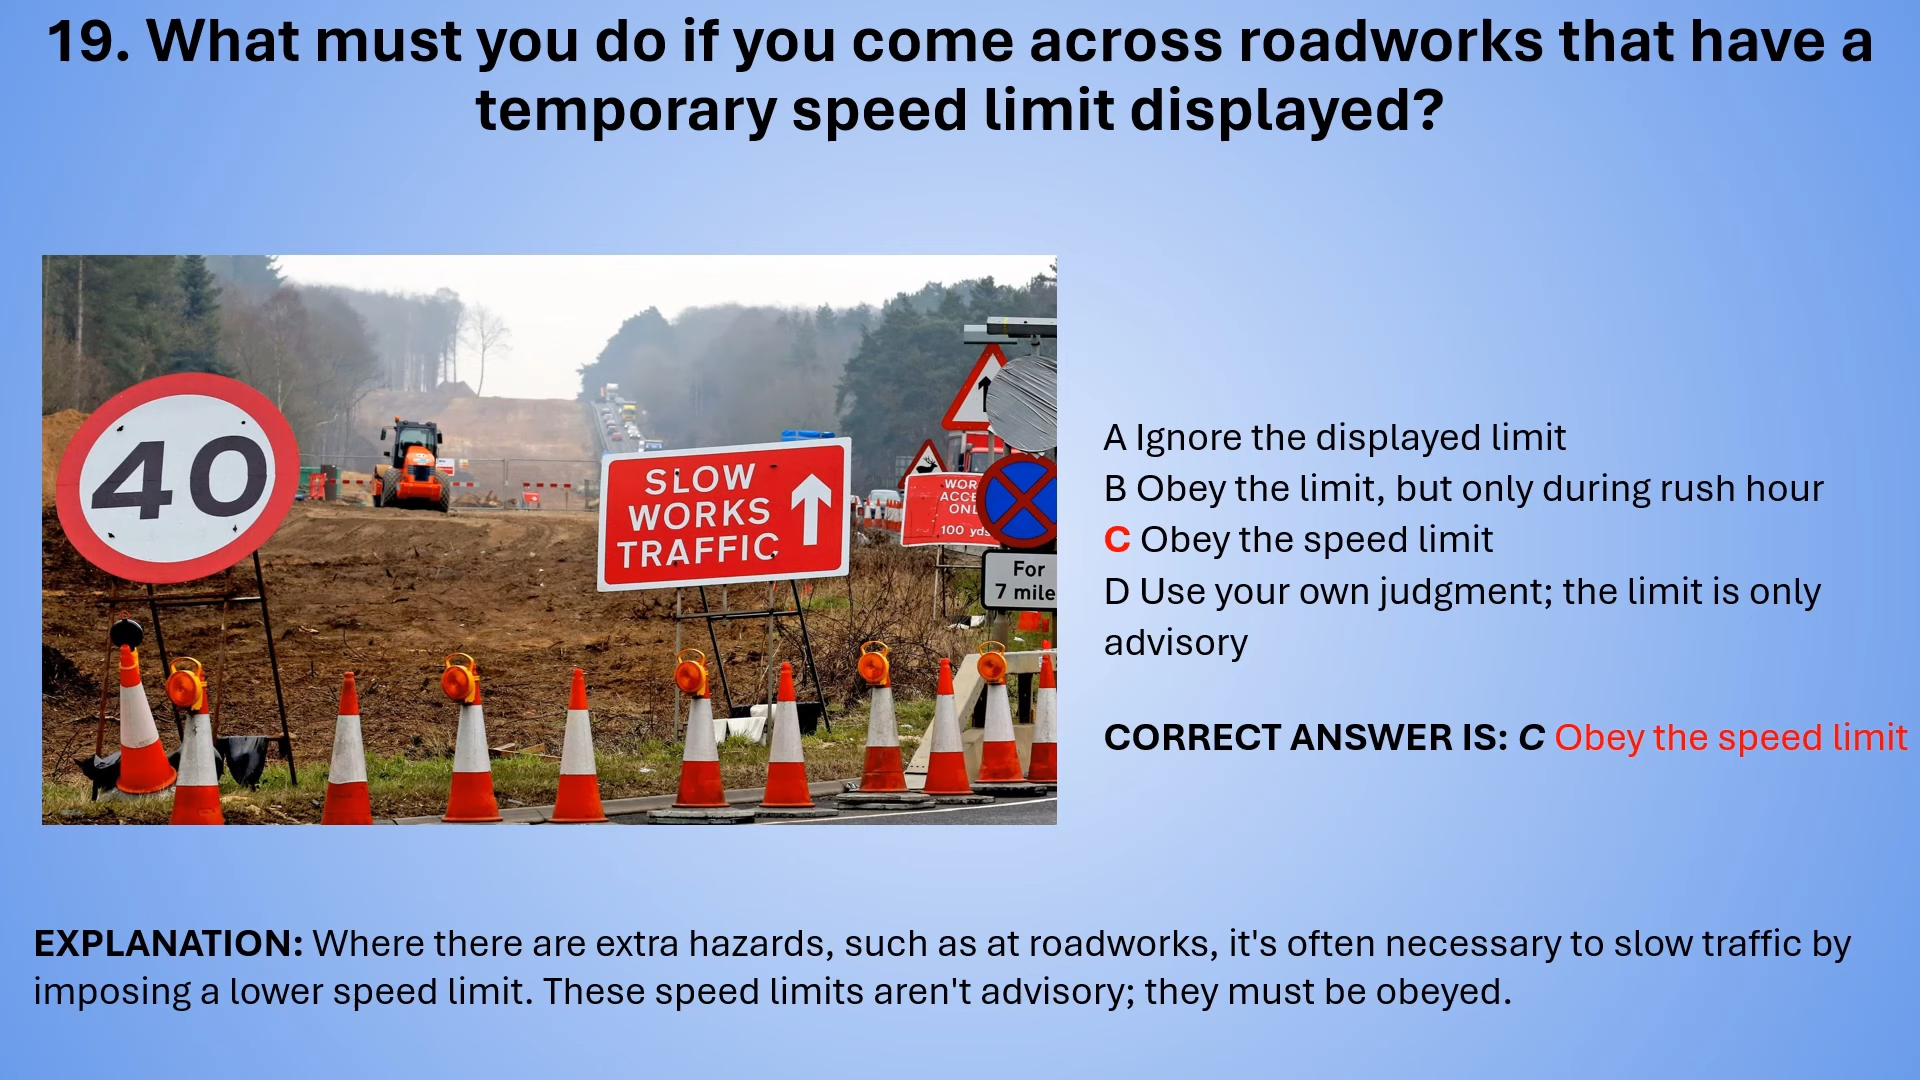 19. What must you do if you come across roadworks that have a
temporary speed limit displayed?
40
SLOW
WORKS
TRAFFIC
100 yds
For
7 mile
A Ignore the displayed limit
B Obey the limit, but only during rush hour
C Obey the speed limit
D Use your own judgment; the limit is only
advisory
CORRECT ANSWER IS: C Obey the speed limit
EXPLANATION: Where there are extra hazards, such as at roadworks, it's often necessary to slow traffic by
imposing a lower speed limit. These speed limits aren't advisory; they must be obeyed.